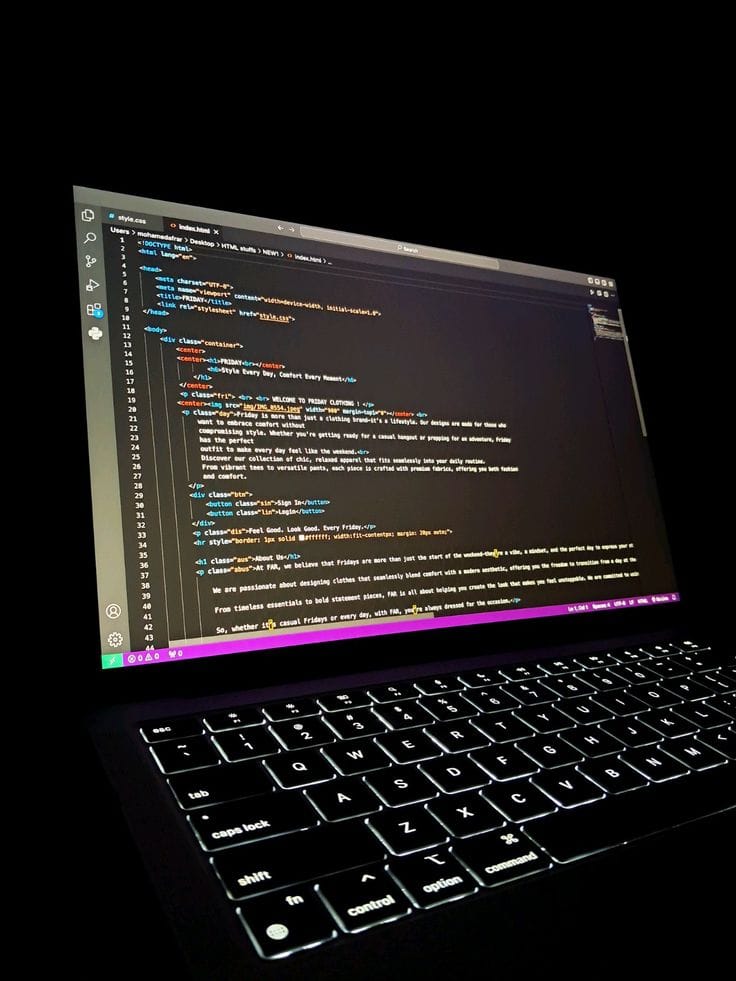 style.css
index.html
Search
Users > mohamedafrar > Desktop > HTML stuffs > NEW1 > index.html > ...
1 <!DOCTYPE html>
2 <html lang="en">
3
4 <head>
5 <meta charset="UTF-8">
6 <meta name="viewport" content="width=device-width, initial-scale=1.0">
7 <title>FRIDAY</title>
8 <link rel="stylesheet" href="style.css">
9 </head>
10
11 <body>
12 <div class="container">
13 <center>
14 <center><h1>FRIDAY<br></center>
15 <h6>Style Every Day, Comfort Every Moment</h6>
16 </h1>
17 </center>
18 <p class="fri"> <br> <br> WELCOME TO FRIDAY CLOTHING ! </p>
19 <center><img src="img/IMG_8554.jpeg" width="500" margin-top="0"></center> <br>
20 <p class="day">Friday is more than just a clothing brand-it's a lifestyle. Our designs are made for those who
21 want to embrace comfort without
22 compromising style. Whether you're getting ready for a casual hangout or prepping for an adventure, Friday
23 has the perfect
24 outfit to make every day feel like the weekend.<br>
25 Discover our collection of chic, relaxed apparel that fits seamlessly into your daily routine.
26 From vibrant tees to versatile pants, each piece is crafted with premium fabrics, offering you both fashion
27 and comfort.
28 </p>
29 <div class="btn">
30 <button class="sin">Sign In</button>
31 <button class="lin">Login</button>
32 </div>
33 <p class="dis">Feel Good. Look Good. Every Friday.</p>
34 <hr style="border: 1px solid #ffffff; width:fit-contentpx; margin: 20px auto;">
35
36 <h1 class="aus">About Us</h1>
37 <p class="abus">At FAR, we believe that Fridays are more than just the start of the weekend-they're a vibe, a mindset, and the perfect day to express your
38
39 We are passionate about designing clothes that seamlessly blend comfort with a modern aesthetic, offering you the freedom to transition from a day at the
40
41 From timeless essentials to bold statement pieces, FAR is all about helping you create the look that makes you feel unstoppable. We are committed to
42
43 So, whether it's casual Fridays or every day, with FAR, you're always dressed for the occasion.</p>
44
0 0 0
Ln 1, Col 1 Spaces: 4 UTF-8 LF HTML
esc
~ ` ! 1 @ 2 # 3 $ 4 % 5 ^ 6 & 7 * 8 ( 9 ) 0
tab Q W E R T Y U I O P
caps lock A S D F G H J K L
shift Z X C V B N M <
fn control option command